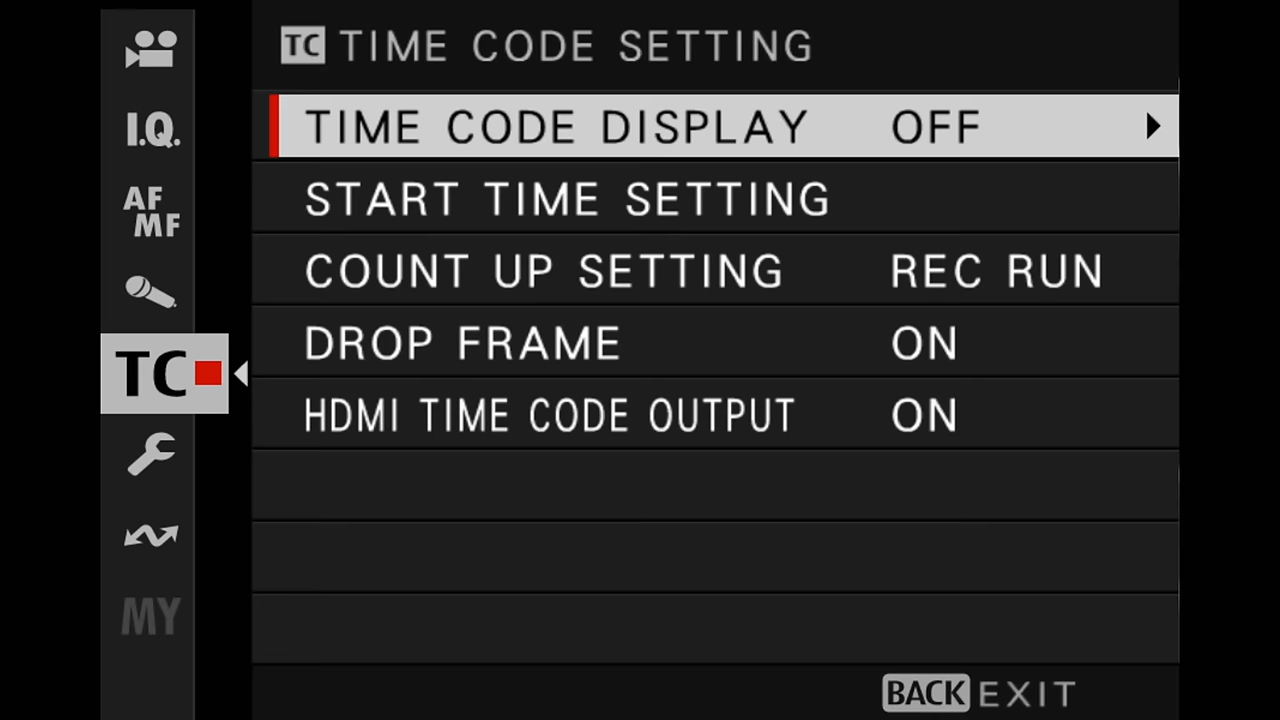 TC TIME CODE SETTING
I.Q.
AF
MF
TC
MY
TIME CODE DISPLAY OFF
START TIME SETTING
COUNT UP SETTING REC RUN
DROP FRAME ON
HDMI TIME CODE OUTPUT ON
BACK EXIT